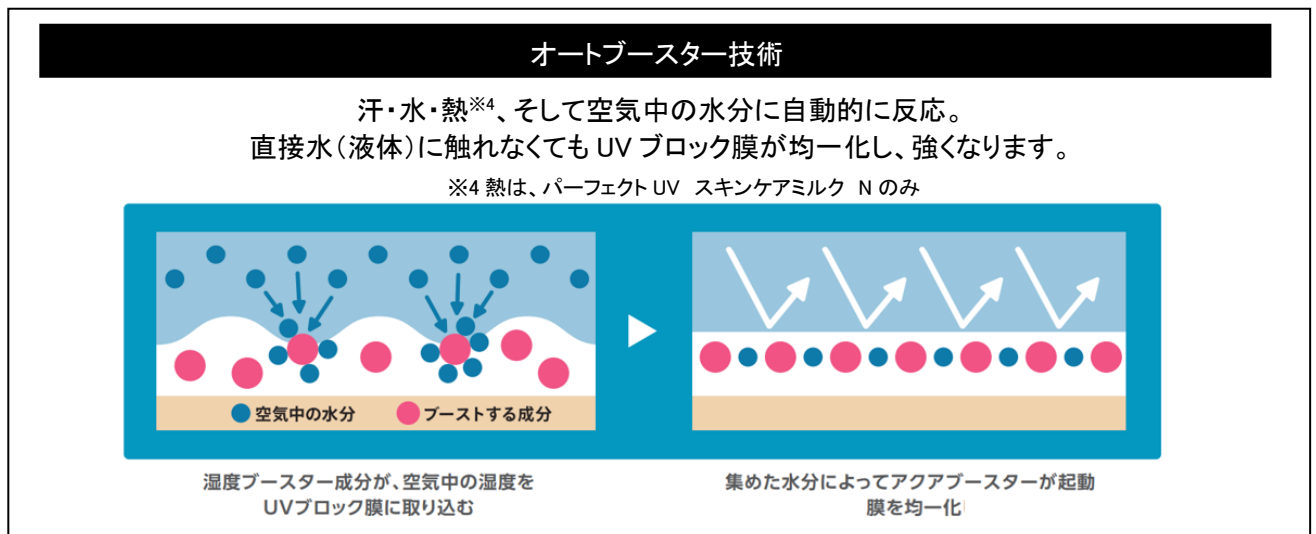 オートブースター技術
汗・水・熱※4、そして空気中の水分に自動的に反応。
直接水（液体）に触れなくても UV ブロック膜が均一化し、強くなります。
※4 熱は、パーフェクト UV スキンケアミルク N のみ
空気中の水分 ブーストする成分
湿度ブースター成分が、空気中の湿度を
UVブロック膜に取り込む
集めた水分によってアクアブースターが起動
膜を均一化